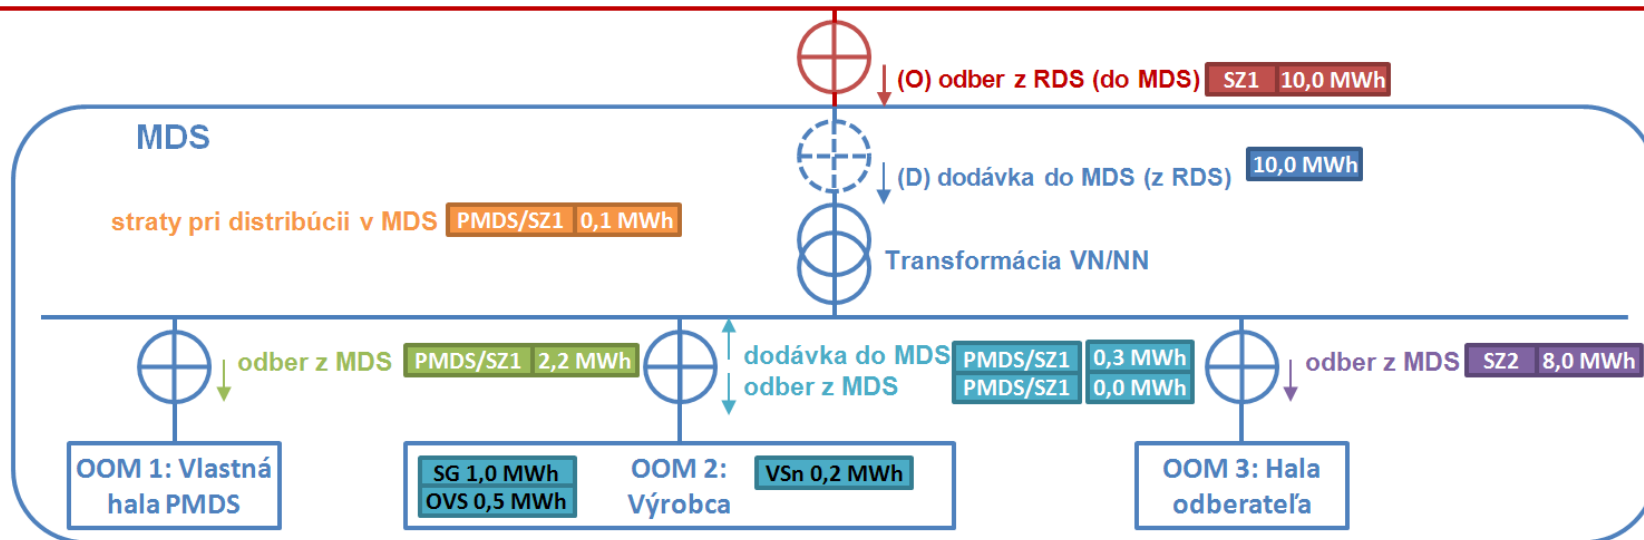 (O) odber z RDS (do MDS) SZ1 10,0 MWh
MDS
(D) dodávka do MDS (z RDS) 10,0 MWh
straty pri distribúcii v MDS PMDS/SZ1 0,1 MWh
Transformácia VN/NN
odber z MDS PMDS/SZ1 2,2 MWh
dodávka do MDS PMDS/SZ1 0,3 MWh
odber z MDS PMDS/SZ1 0,0 MWh
odber z MDS SZ2 8,0 MWh
OOM 1: Vlastná
hala PMDS
SG 1,0 MWh
OVS 0,5 MWh
OOM 2:
Výrobca
VSn 0,2 MWh
OOM 3: Hala
odberateľa